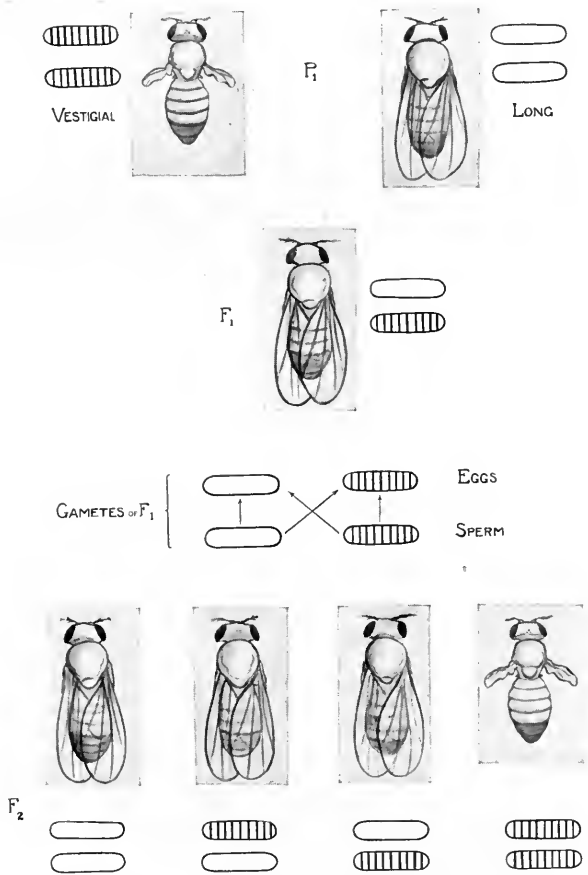 P₁
VESTIGIAL
LONG
F₁
GAMETES OF F₁
EGGS
SPERM
F₂